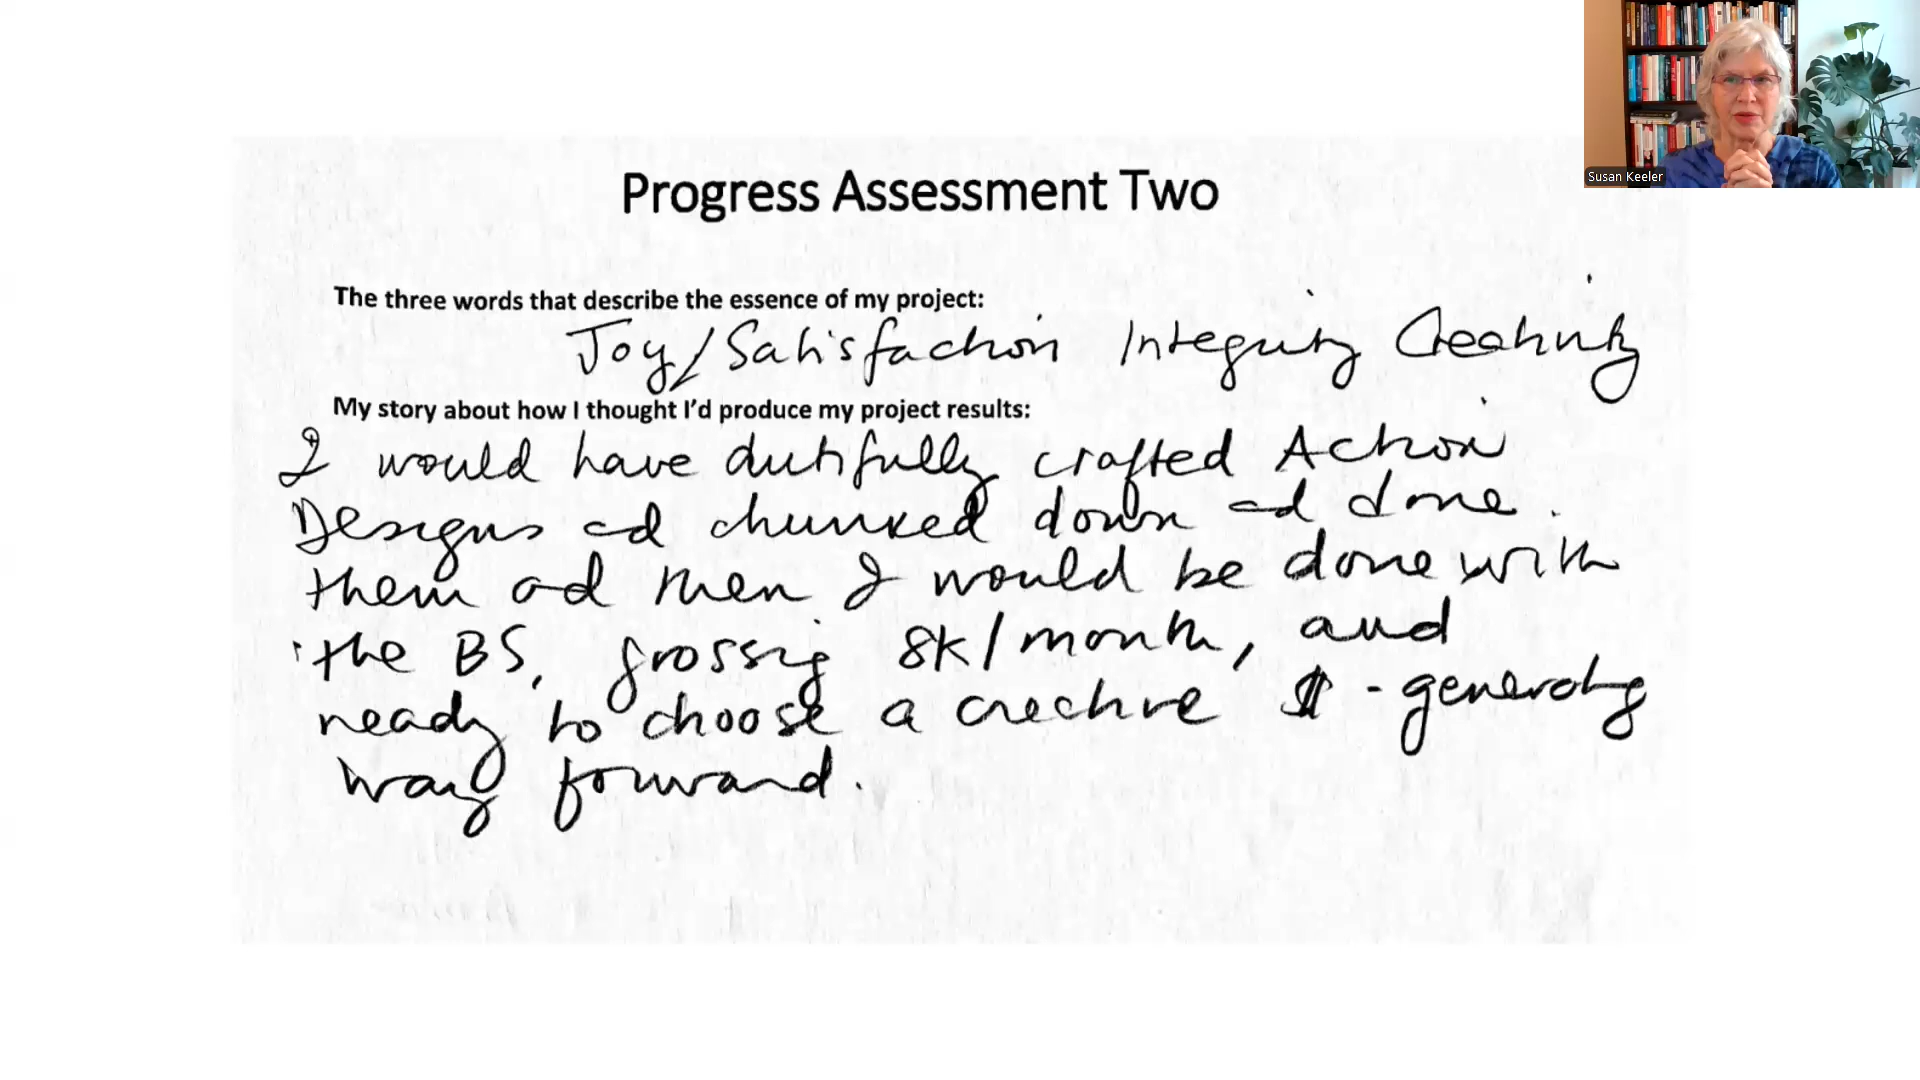 Susan Keeler
Progress Assessment Two
The three words that describe the essence of my project:
Joy/Satisfaction Integrity Creativity
My story about how I thought I'd produce my project results:
I would have dutifully crafted Action
Designs and chunked down and done
them and then I would be done with
the BS, grossing 8K/month, and
ready to choose a creative $-generating
way forward.